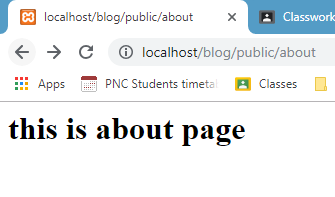 localhost/blog/public/about
Classwork
localhost/blog/public/about
Apps
PNC Students timetal
Classes
this is about page